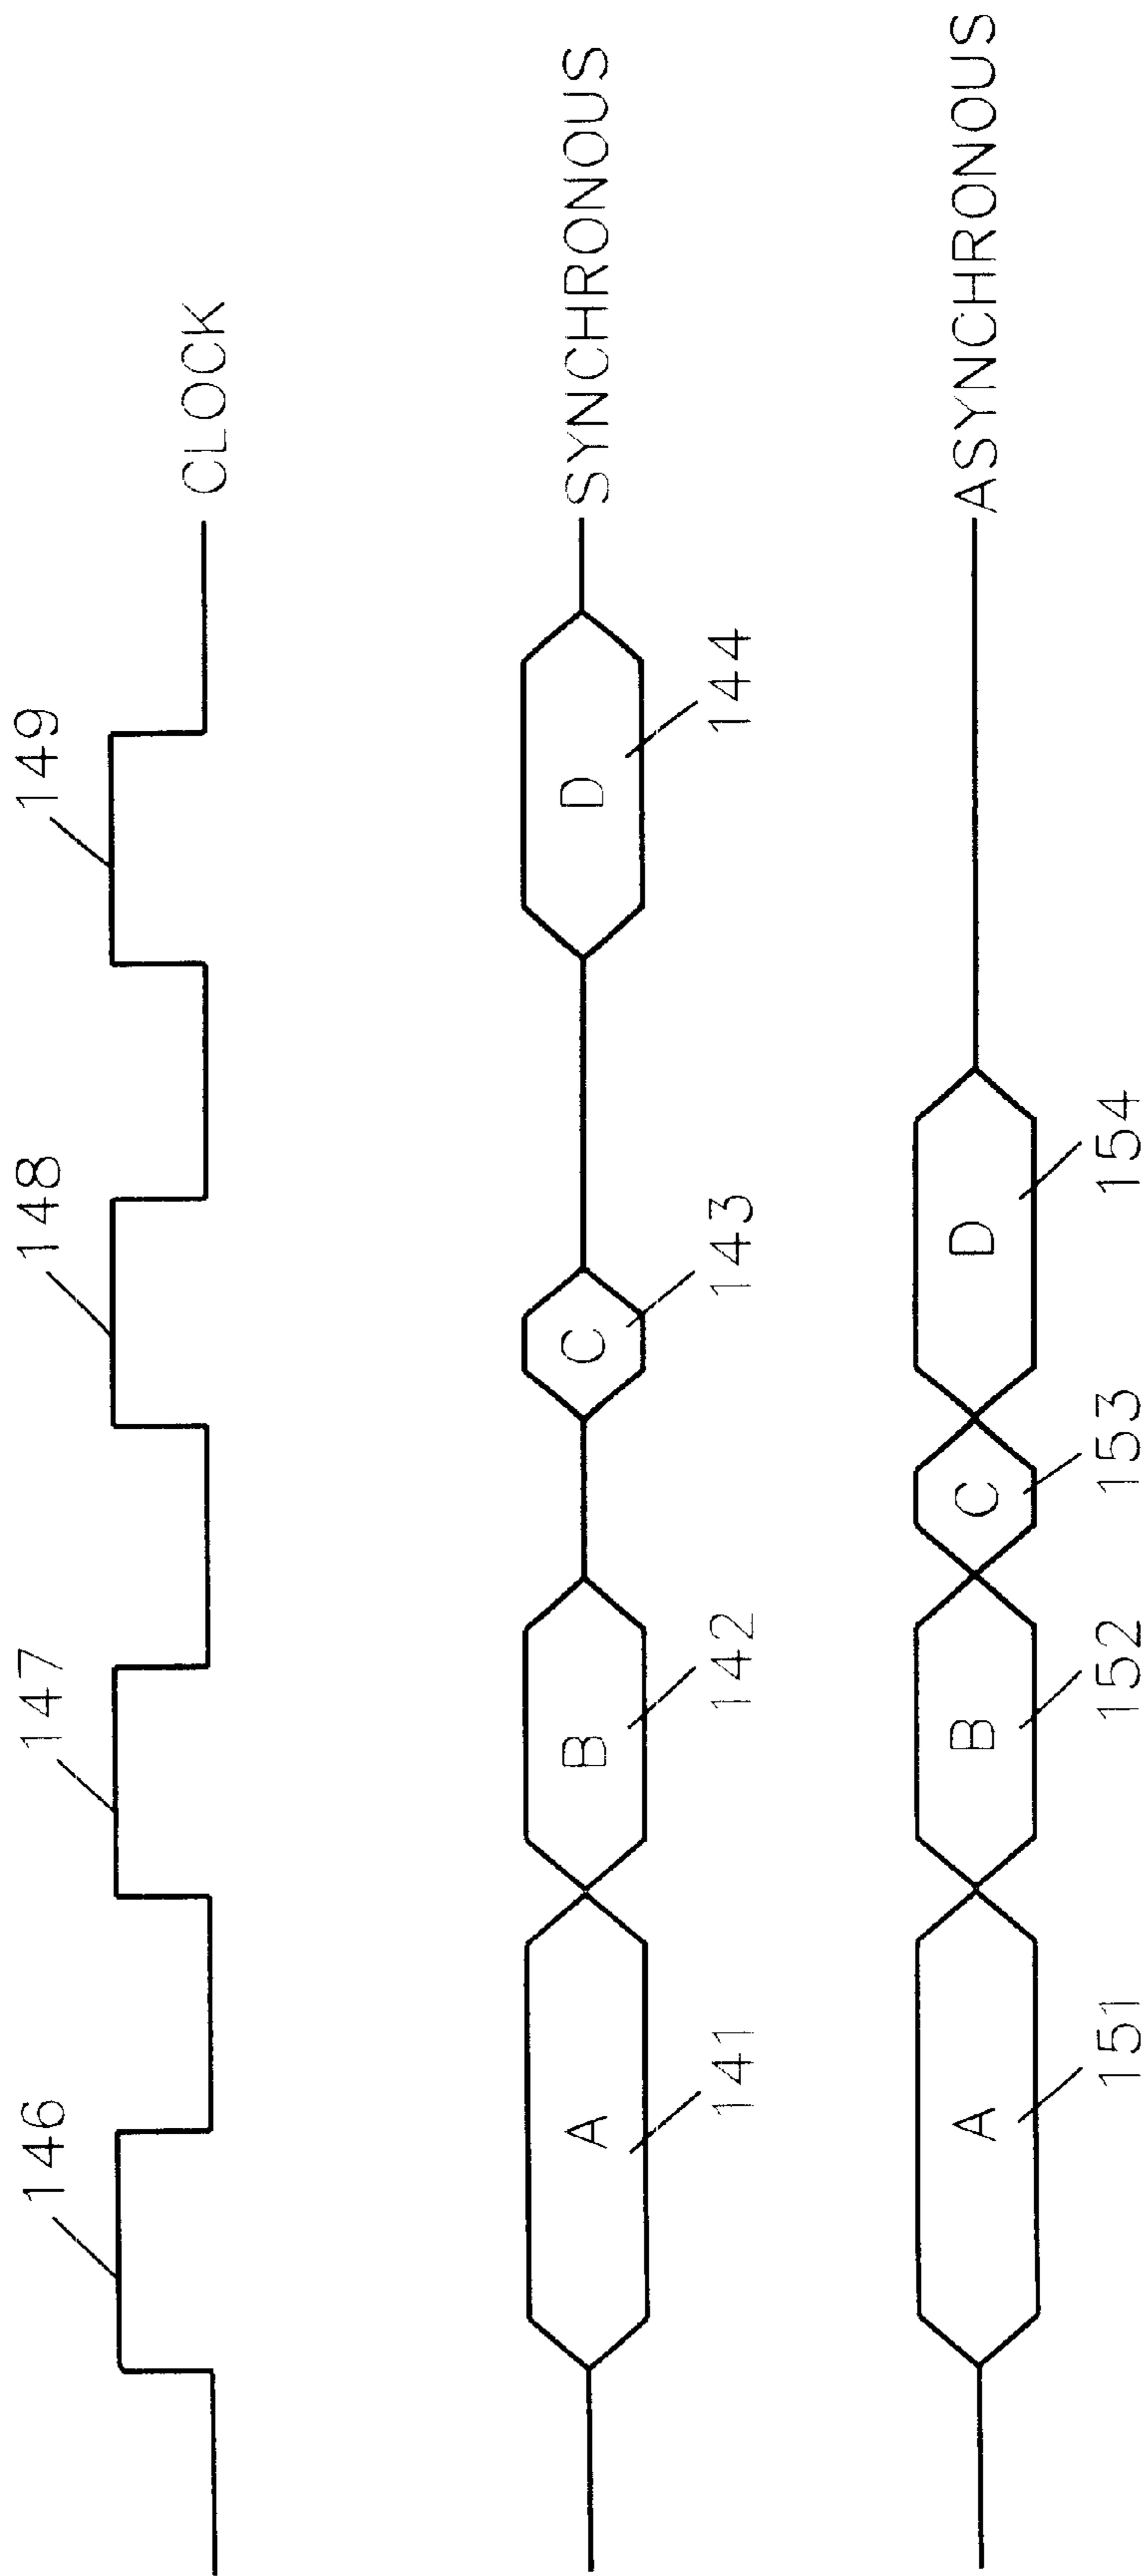 146 147 148 149
CLOCK
A B C D
SYNCHRONOUS
141 142 143 144
A B C D
ASYNCHRONOUS
151 152 153 154